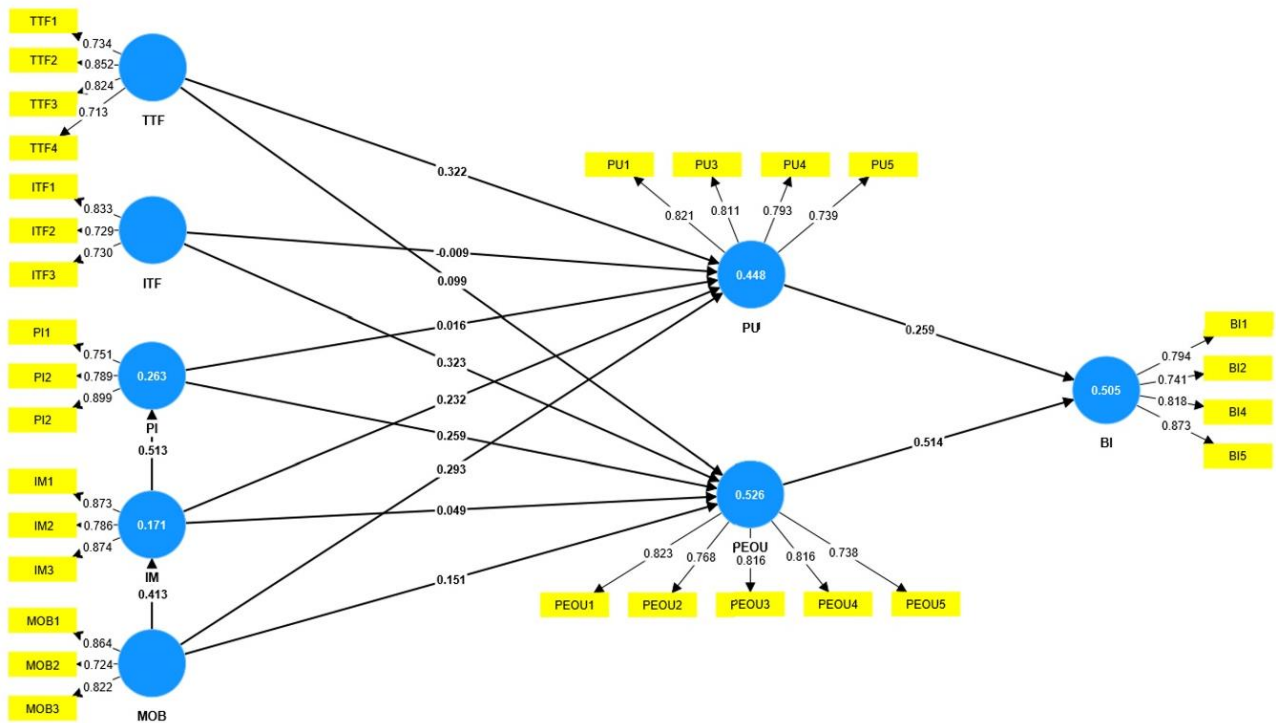 TTF1
0.734
TTF2
0.852
TTF3
0.824
0.713
TTF4
TTF
ITF1
0.833
ITF2
0.729
ITF3
0.730
ITF
PI1
0.751
PI2
0.789
PI2
0.899
0.263
PI
0.513
IM1
0.873
IM2
0.786
IM3
0.874
0.171
IM
0.413
MOB1
0.864
MOB2
0.724
MOB3
0.822
MOB
0.322
-0.009
0.099
0.016
0.323
0.232
0.259
0.293
0.049
0.151
PU1
PU3
PU4
PU5
0.821
0.811
0.793
0.739
0.448
PU
0.526
PEOU
0.823
0.768
0.816
0.816
0.738
PEOU1
PEOU2
PEOU3
PEOU4
PEOU5
0.259
0.514
0.505
BI
0.794
0.741
0.818
0.873
BI1
BI2
BI4
BI5